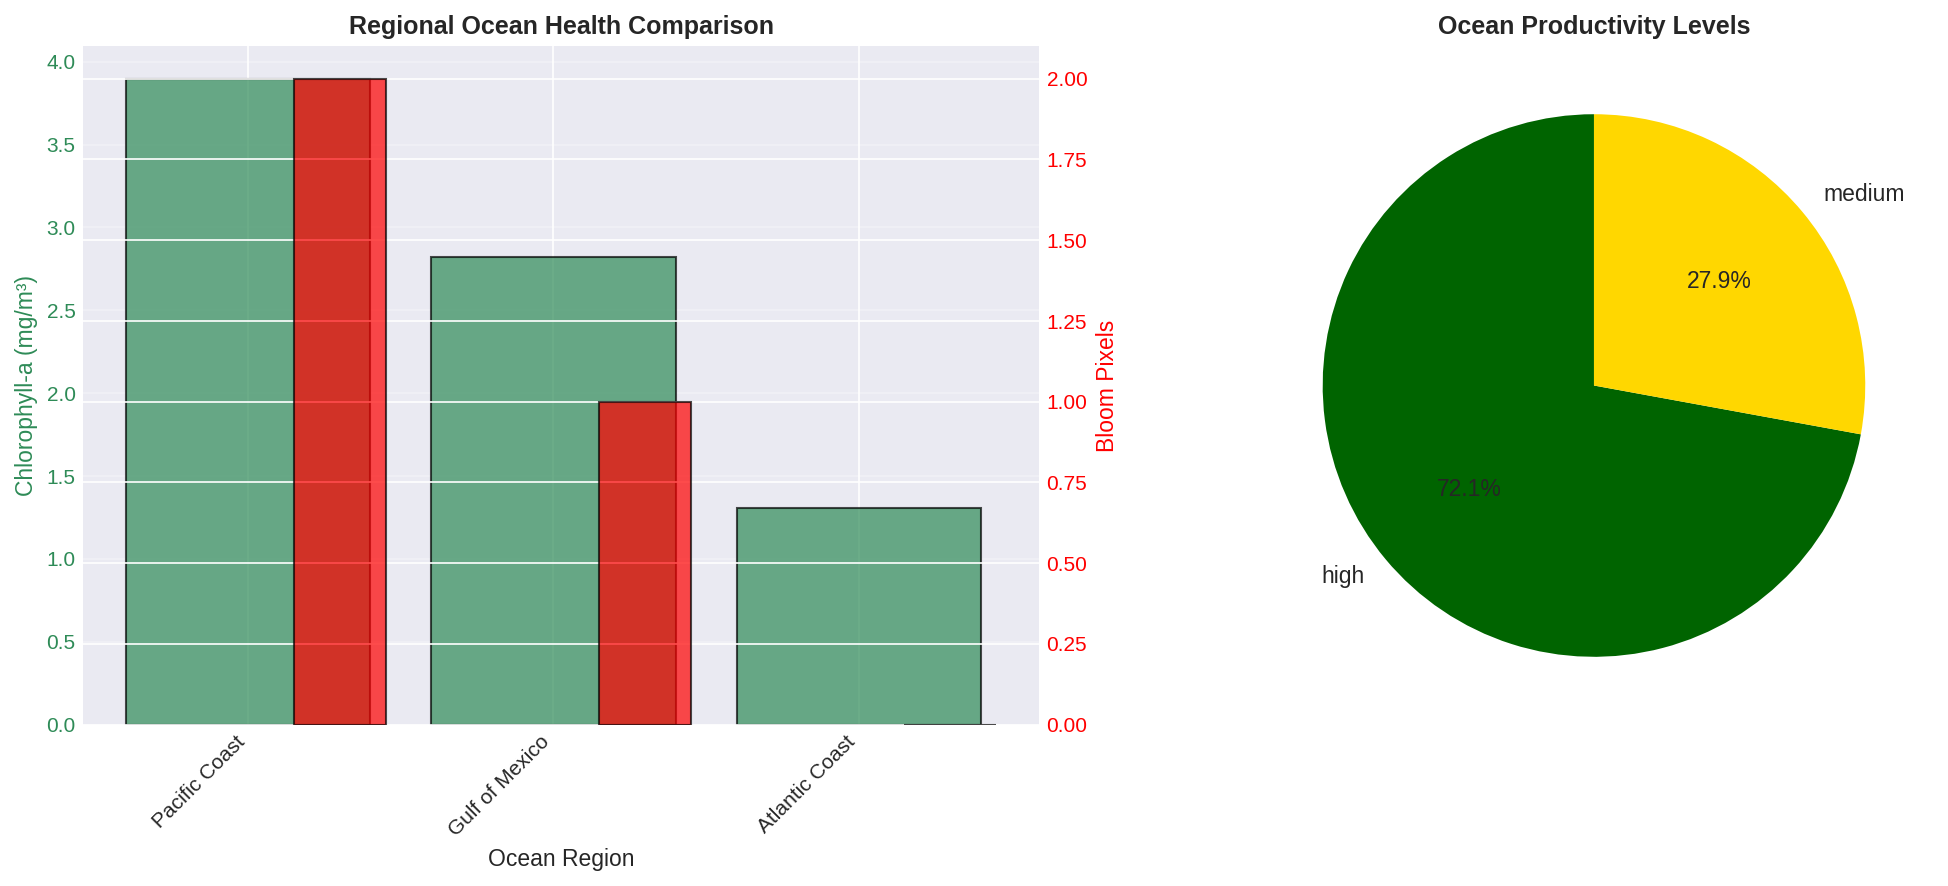 Regional Ocean Health Comparison
4.0
3.5
3.0
2.5
2.0
1.5
1.0
0.5
0.0
Chlorophyll-a (mg/m³)
2.00
1.75
1.50
1.25
1.00
0.75
0.50
0.25
0.00
Bloom Pixels
Pacific Coast
Gulf of Mexico
Atlantic Coast
Ocean Region
Ocean Productivity Levels
medium
27.9%
72.1%
high